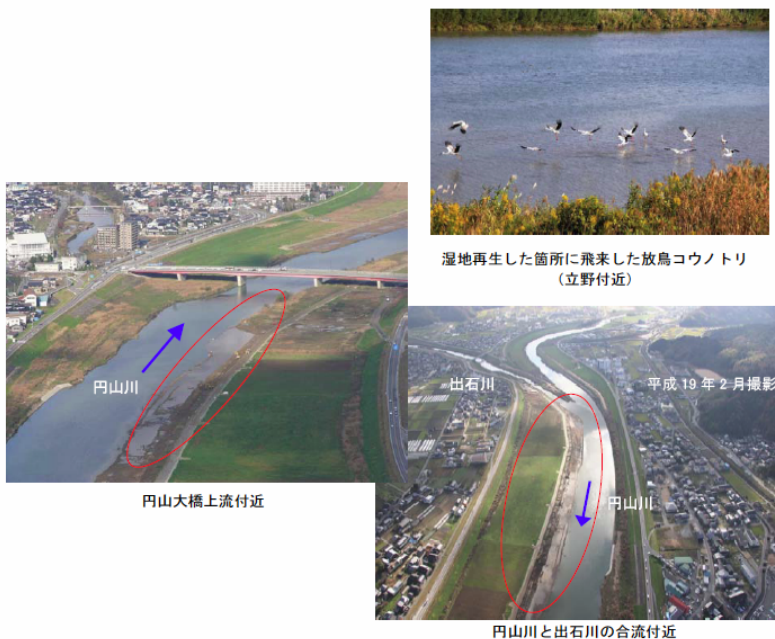 湿地再生した箇所に飛来した放鳥コウノトリ
（立野付近）
円山川
円山大橋上流付近
出石川
平成19年2月撮影
円山川
円山川と出石川の合流付近